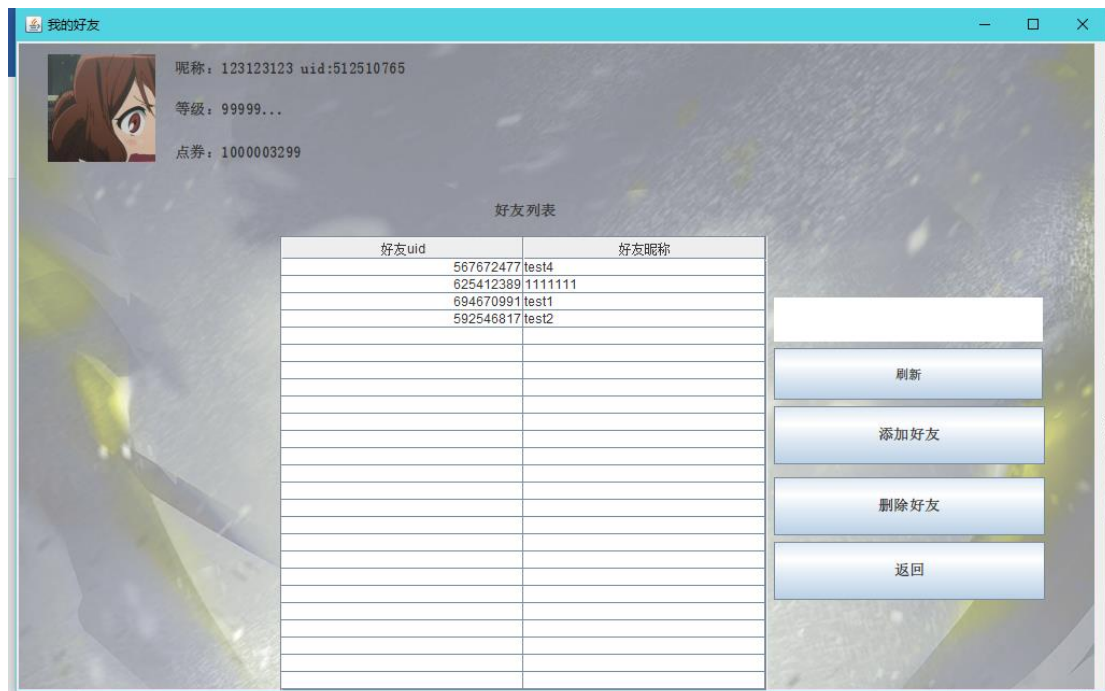 我的好友
呢称：123123123 uid:512510765
等级：99999...
点券：1000003299
好友列表
好友uid 好友昵称
567672477 test4
625412389 1111111
694670991 test1
592546817 test2
刷新
添加好友
删除好友
返回